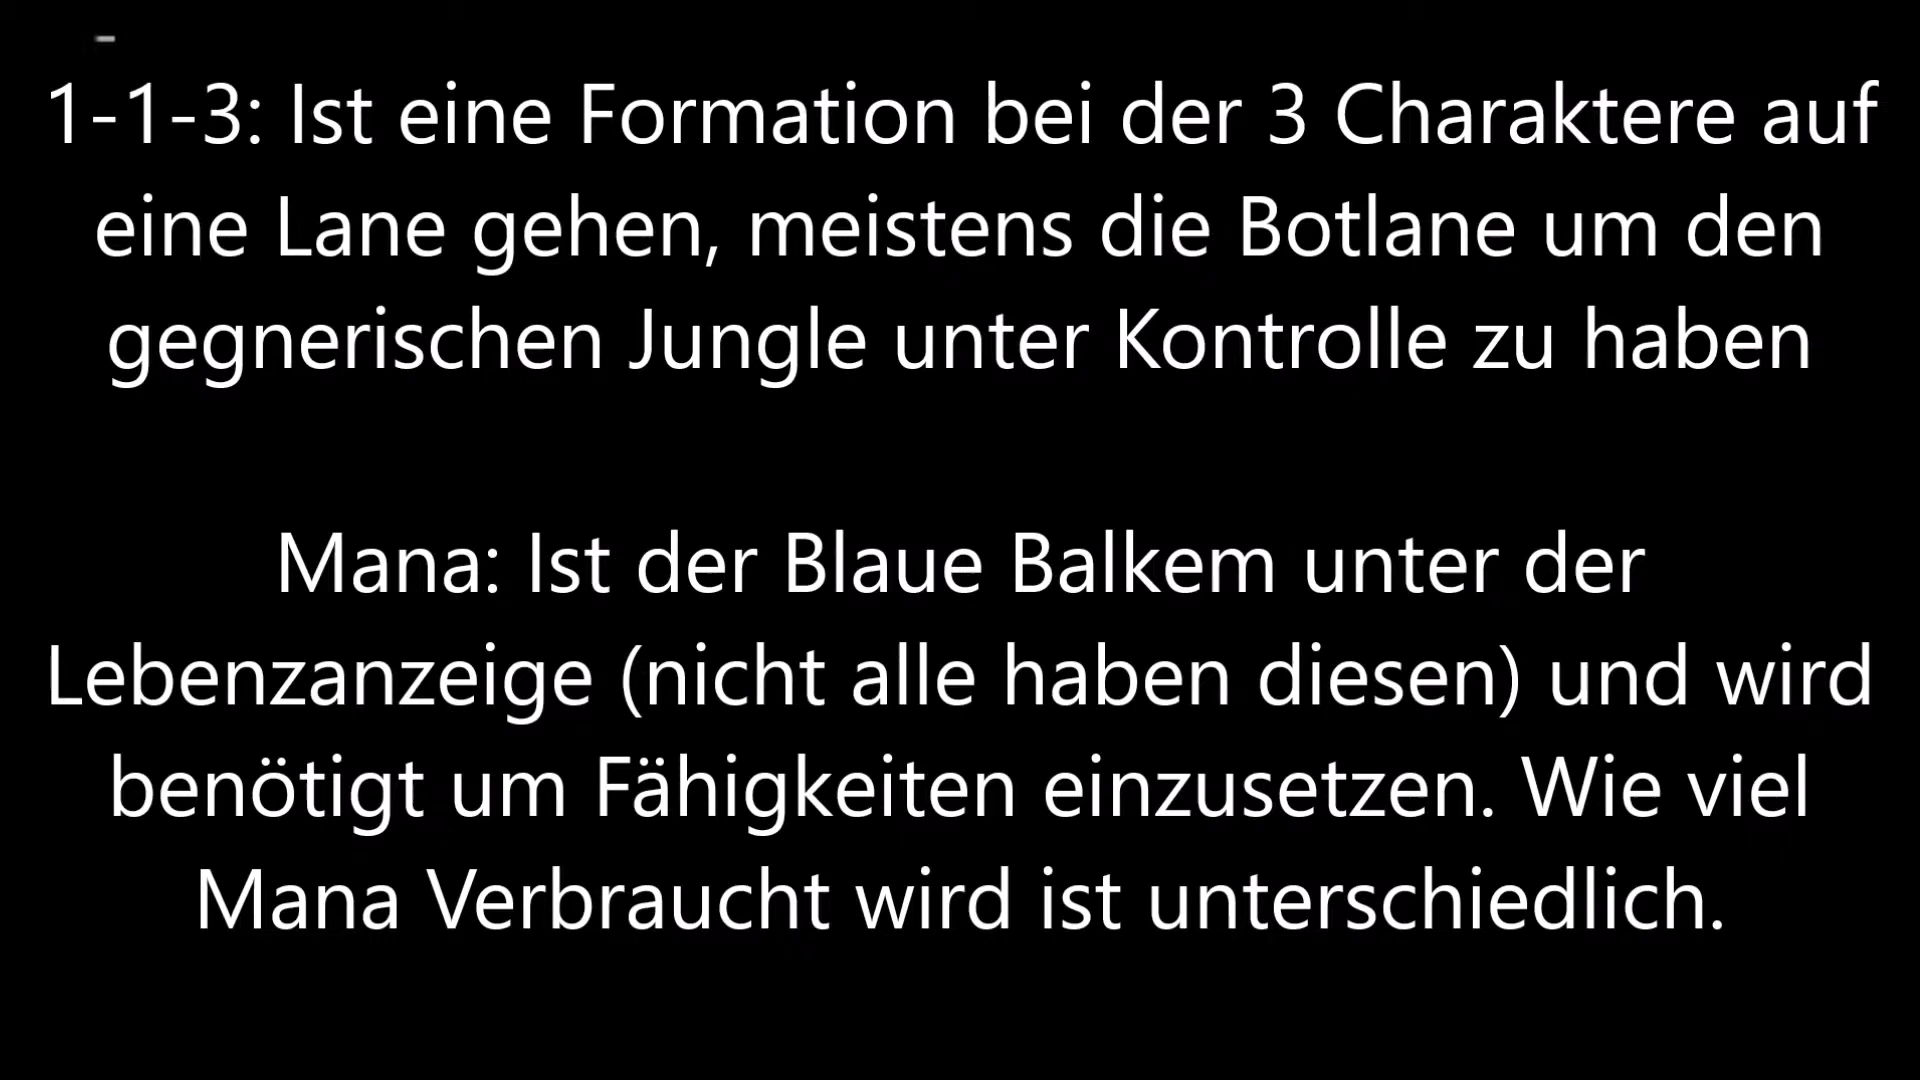 1-1-3: Ist eine Formation bei der 3 Charaktere auf
eine Lane gehen, meistens die Botlane um den
gegnerischen Jungle unter Kontrolle zu haben
Mana: Ist der Blaue Balkem unter der
Lebenzanzeige (nicht alle haben diesen) und wird
benötigt um Fähigkeiten einzusetzen. Wie viel
Mana Verbraucht wird ist unterschiedlich.